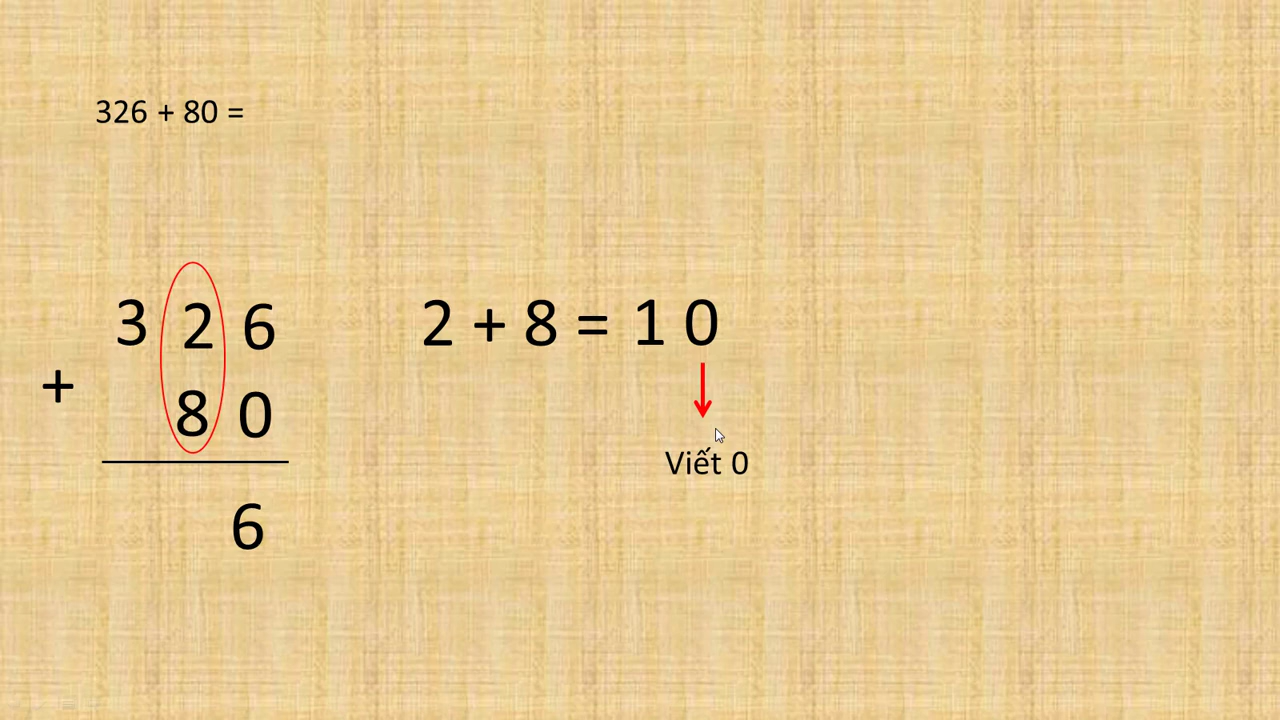 326 + 80 =
3 2 6
2 + 8 = 1 0
+
8 0
Viết 0
6